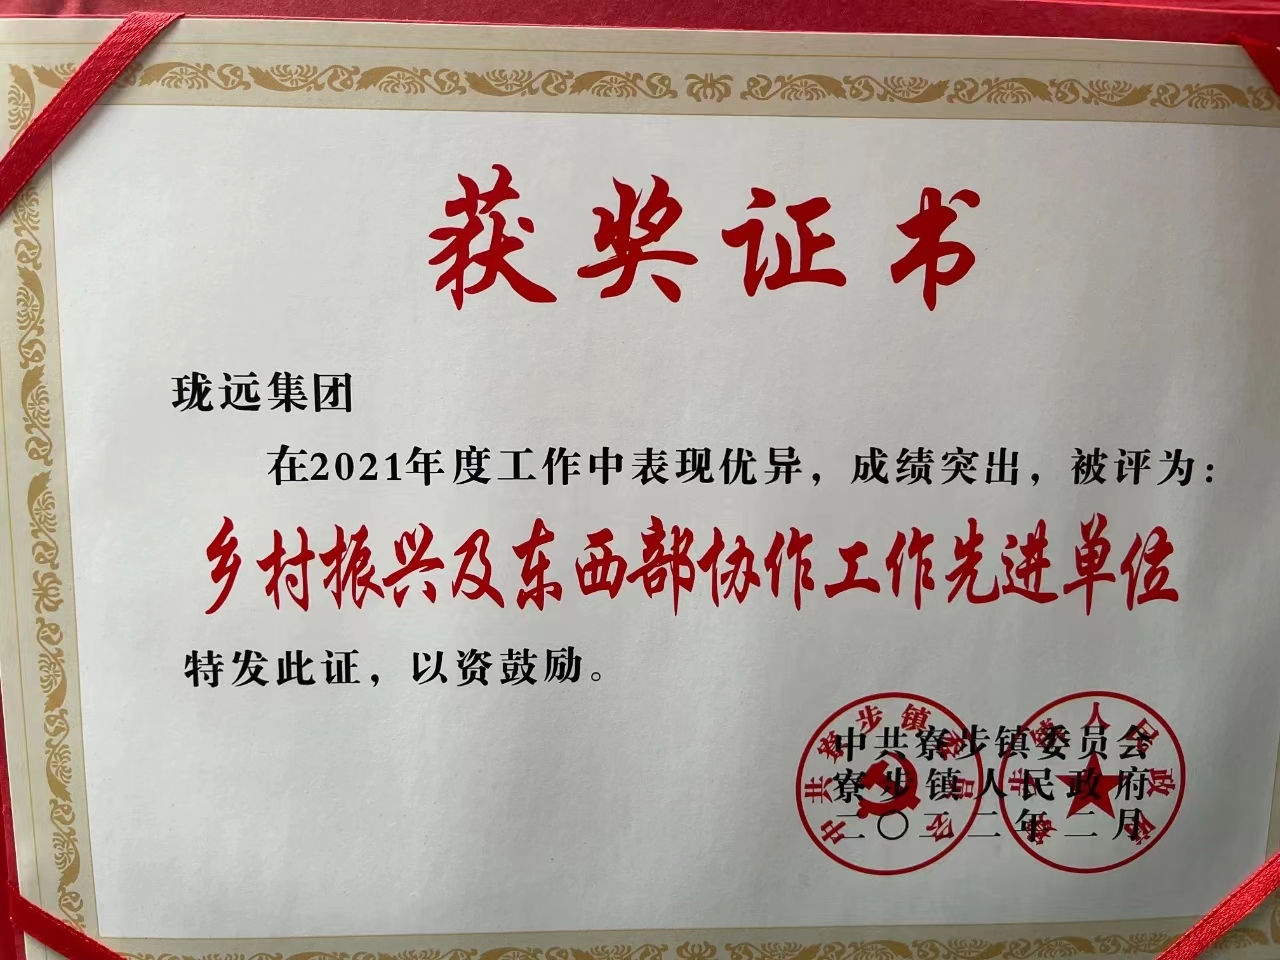 获奖证书
珑远集团
在2021年度工作中表现优异，成绩突出，被评为：
乡村振兴及东西部协作工作先进单位
特发此证，以资鼓励。
中共寮步镇委员会
寮步镇人民政府
二〇二二年二月